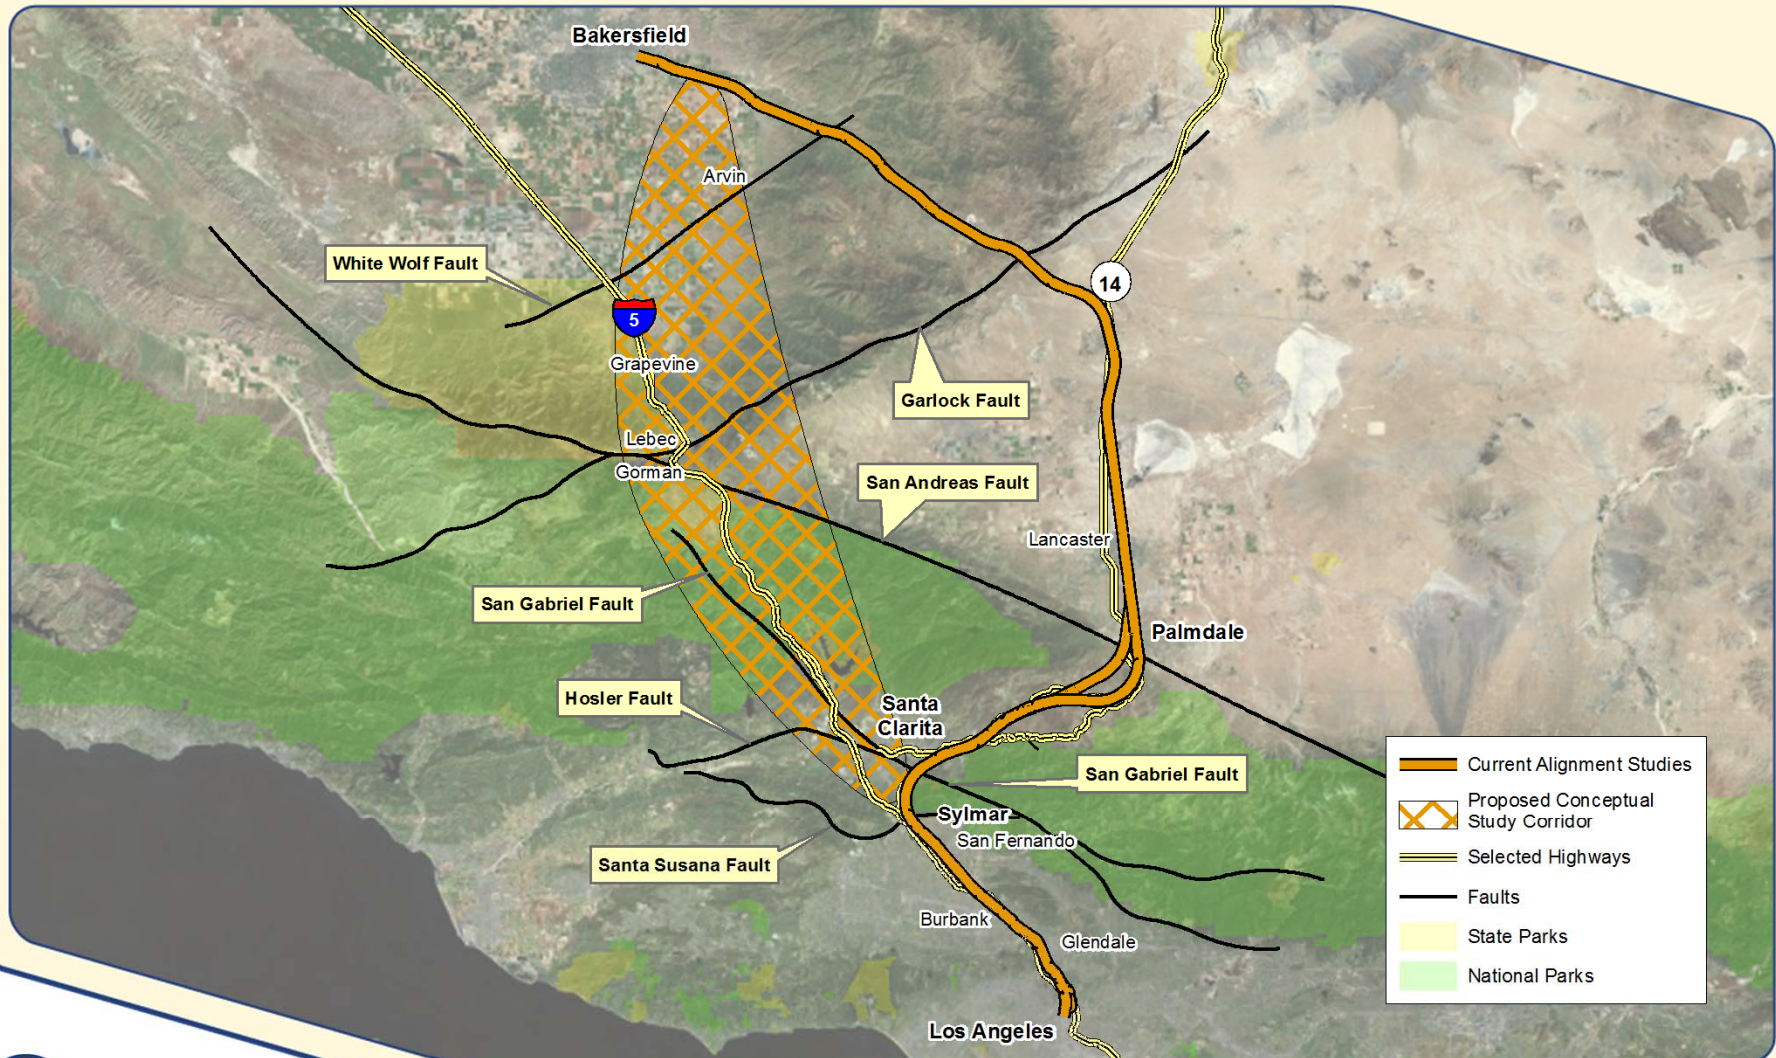 Bakersfield
Arvin
White Wolf Fault
14
5
Grapevine
Garlock Fault
Lebec
Gorman
San Andreas Fault
Lancaster
San Gabriel Fault
Palmdale
Hosler Fault
Santa
Clarita
San Gabriel Fault
Sylmar
San Fernando
Santa Susana Fault
Burbank
Glendale
Los Angeles
Current Alignment Studies
Proposed Conceptual
Study Corridor
Selected Highways
Faults
State Parks
National Parks